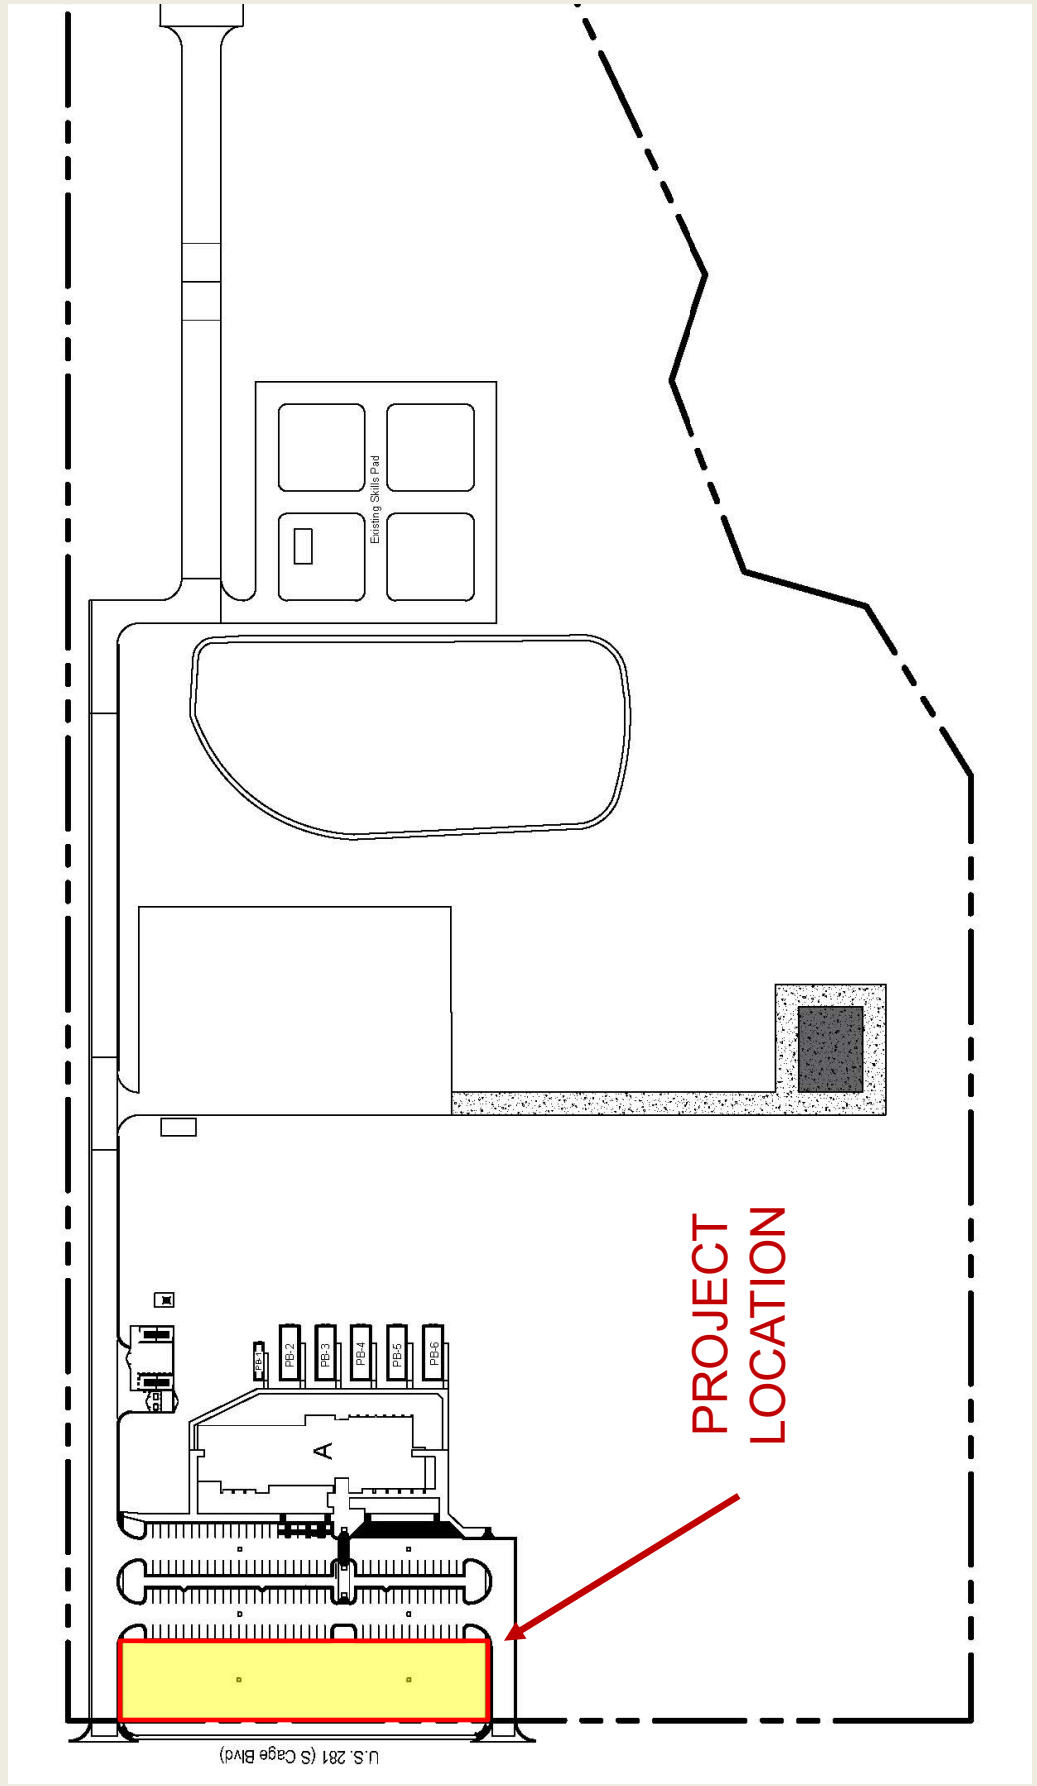 Existing Skills Pad
PB-1
PB-2
PB-3
PB-4
PB-5
PB-6
A
PROJECT
LOCATION
U.S. 281 (S Cage Blvd)